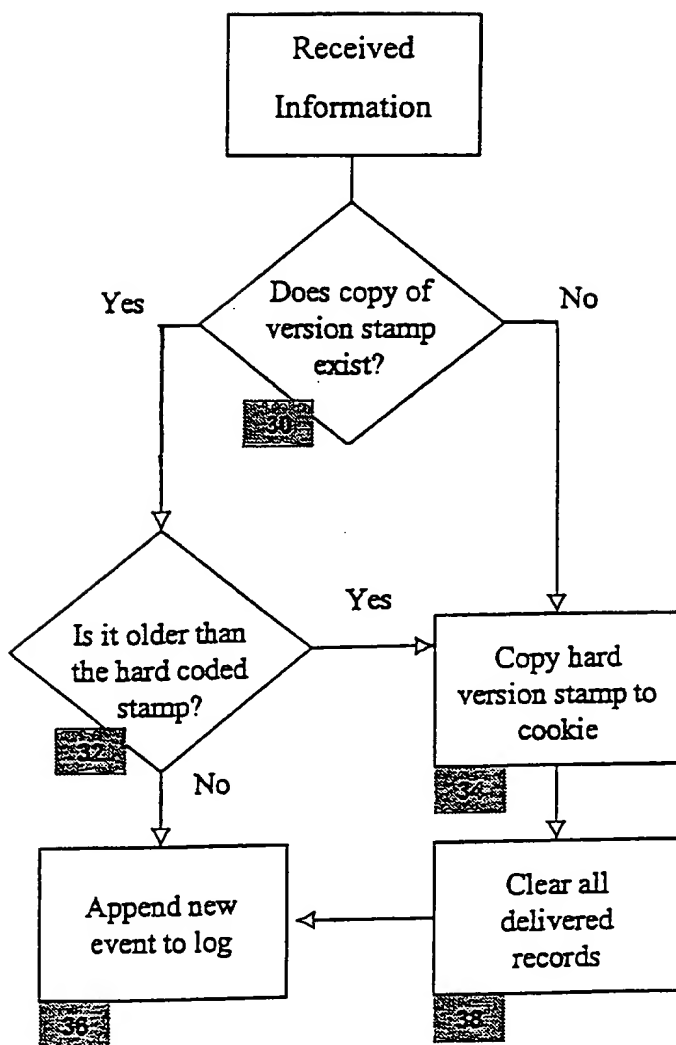 Received
Information
Yes
Does copy of
version stamp
exist?
No
30
Is it older than
the hard coded
stamp?
Yes
32
No
Copy hard
version stamp to
cookie
34
Append new
event to log
36
Clear all
delivered
records
38